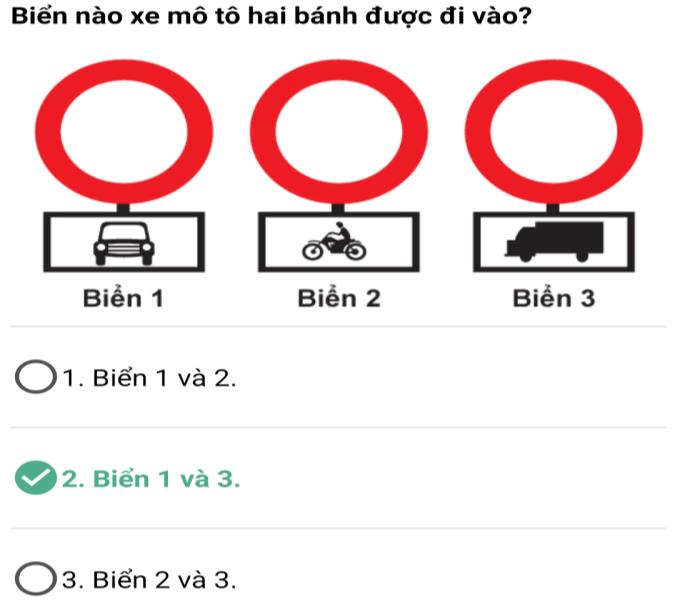 Biển nào xe mô tô hai bánh được đi vào?
Biển 1 Biển 2 Biển 3
1. Biển 1 và 2.
2. Biển 1 và 3.
3. Biển 2 và 3.